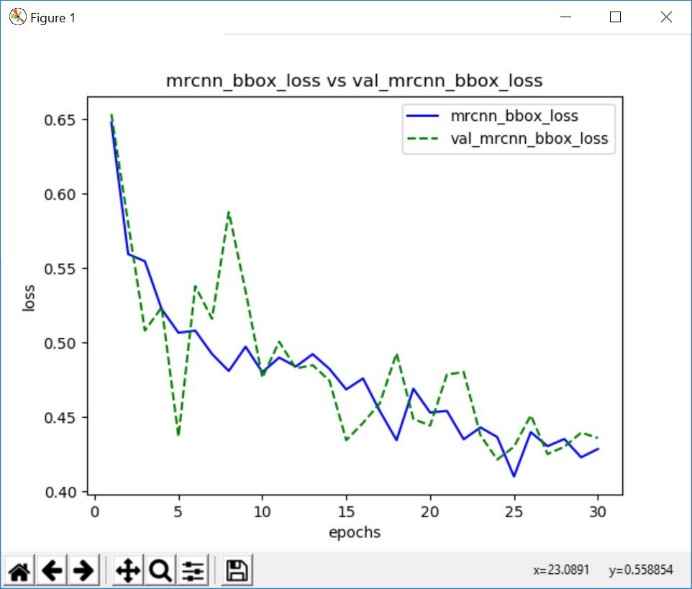 Figure 1
mrcnn_bbox_loss vs val_mrcnn_bbox_loss
mrcnn_bbox_loss
val_mrcnn_bbox_loss
0.65
0.60
0.55
0.50
0.45
0.40
loss
0 5 10 15 20 25 30
epochs
x=23.0891 y=0.558854